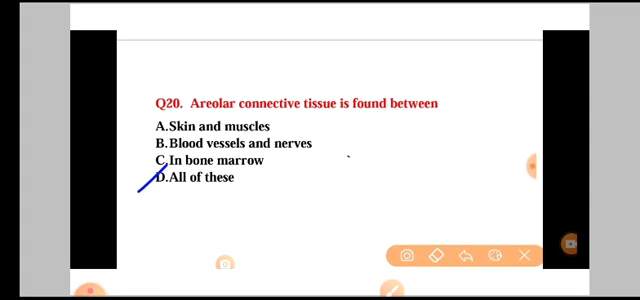 Q20. Areolar connective tissue is found between
A.Skin and muscles
B.Blood vessels and nerves
C.In bone marrow
D.All of these